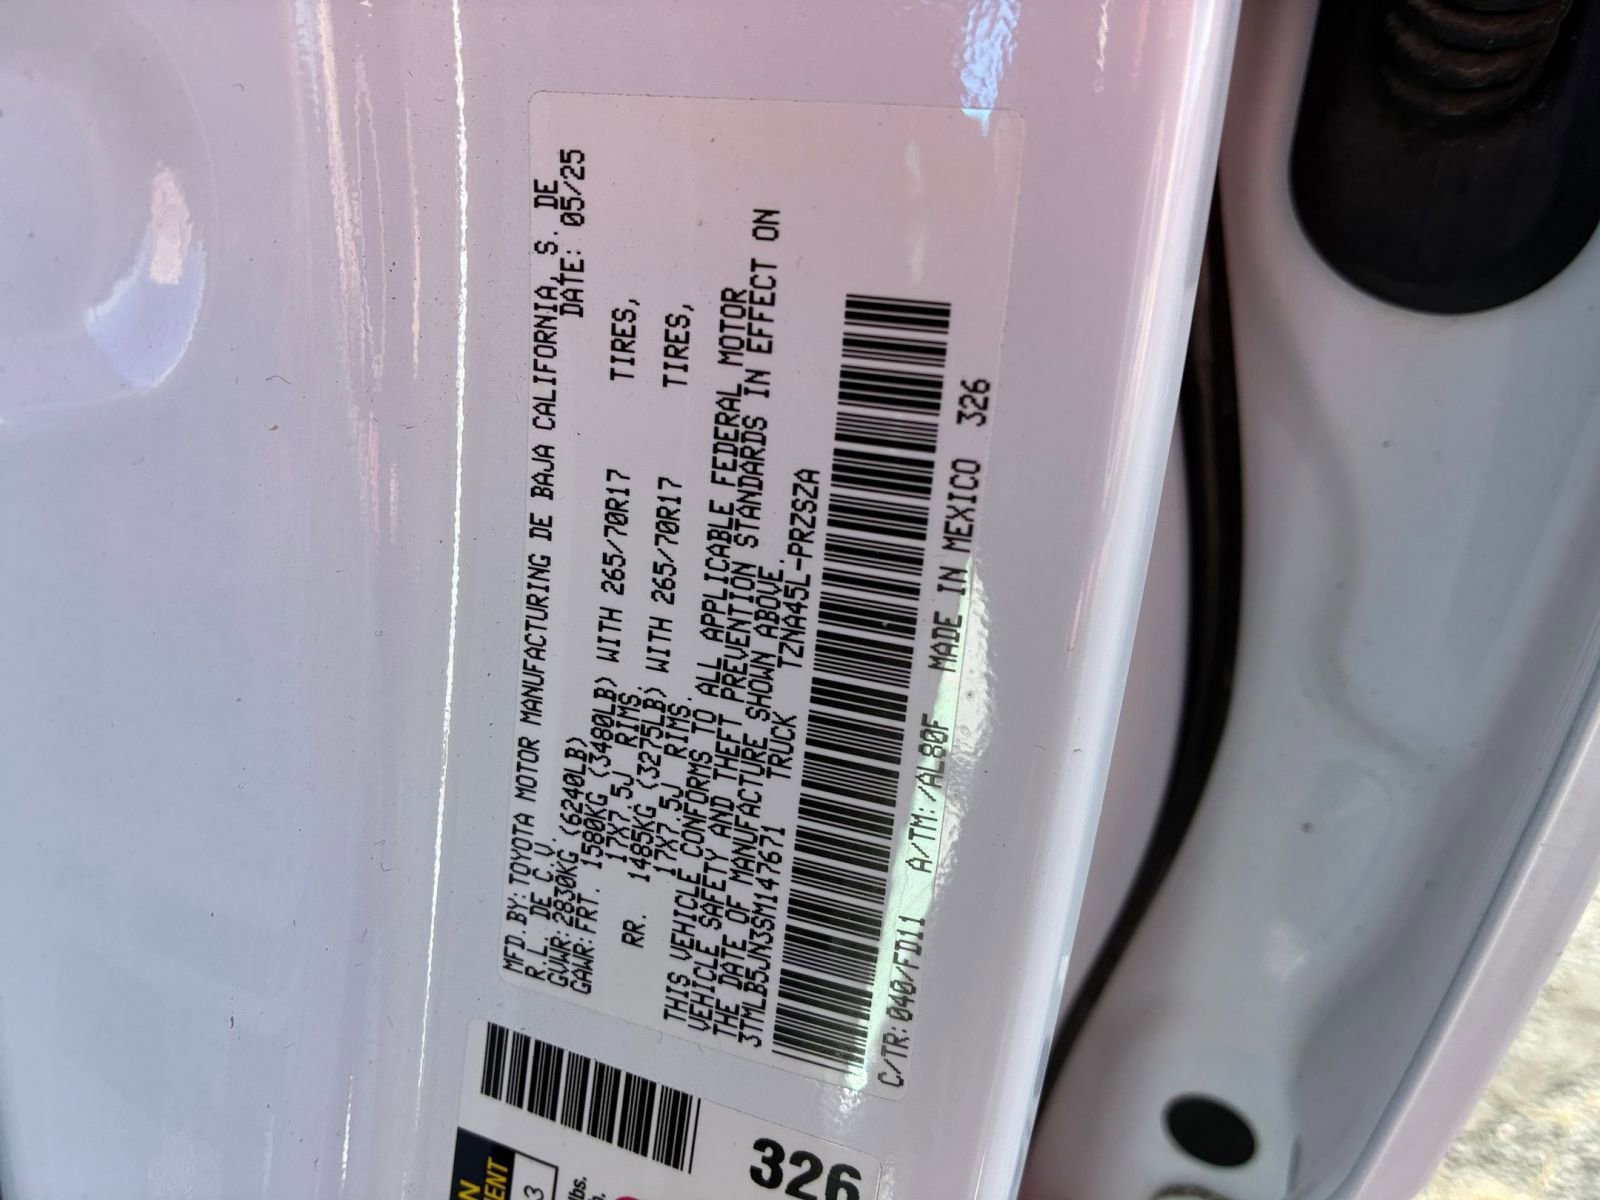 MFD.BY:TOYOTA MOTOR MANUFACTURING DE BAJA CALIFORNIA, S. DE
R.L. DE C.V. DATE: 05/25
GVWR:2830KG (6240LB)
GAWR:FRT. 1580KG (3480LB) WITH 265/70R17 TIRES,
17X7.5J RIMS,
RR. 1485KG (3275LB) WITH 265/70R17 TIRES,
17X7.5J RIMS.
THIS VEHICLE CONFORMS TO ALL APPLICABLE FEDERAL MOTOR
VEHICLE SAFETY AND THEFT PREVENTION STANDARDS IN EFFECT ON
THE DATE OF MANUFACTURE SHOWN ABOVE.
3TMLB5JN3SM147671 TRUCK TZNA45L-PRZSZA
C/TR:040/FD11 A/TM:/AL80F MADE IN MEXICO 326
326
3
lbs.